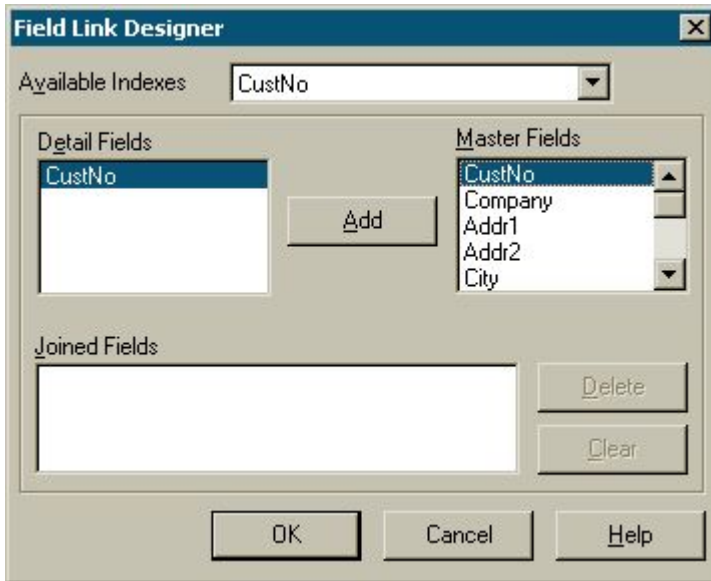 Field Link Designer
Available Indexes CustNo
Detail Fields Master Fields
CustNo CustNo
Company
Add Addr1
Addr2
City
Joined Fields
Delete
Clear
OK Cancel Help